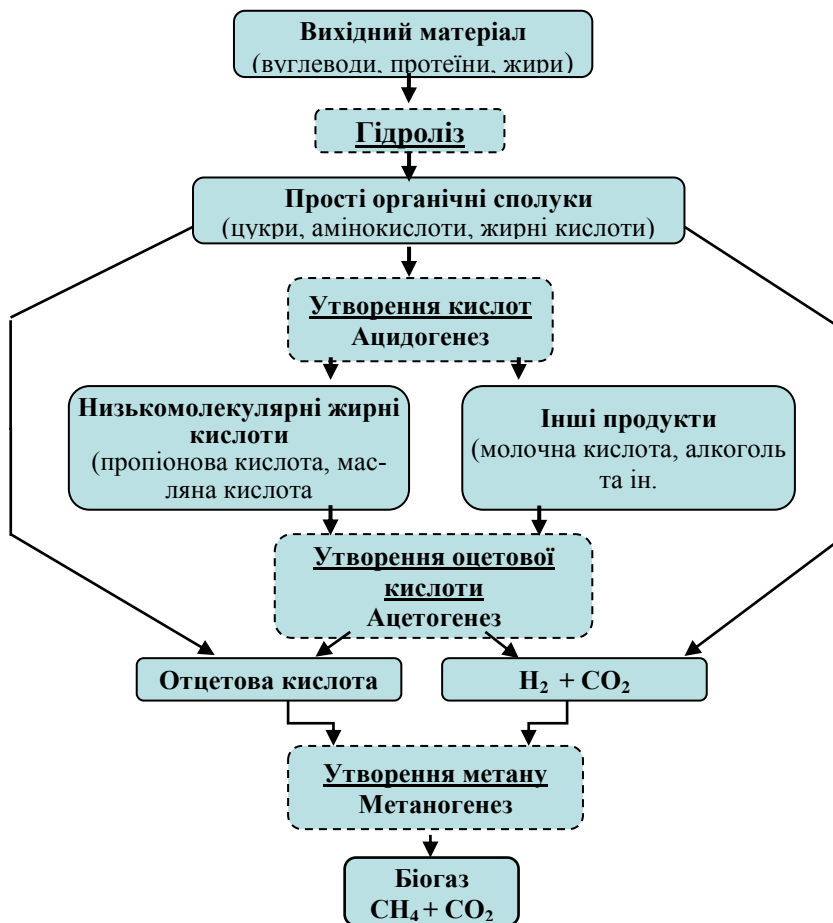 Вихідний матеріал
(вуглеводи, протеїни, жири)
Гідроліз
Прості органічні сполуки
(цукри, амінокислоти, жирні кислоти)
Утворення кислот
Ацидогенез
Низькомолекулярні жирні
кислоти
(пропіонова кислота, мас-
ляна кислота
Інші продукти
(молочна кислота, алкоголь
та ін.
Утворення оцетової
кислоти
Ацетогенез
Отцетова кислота
H₂ + CO₂
Утворення метану
Метаногенез
Біогаз
CH₄ + CO₂